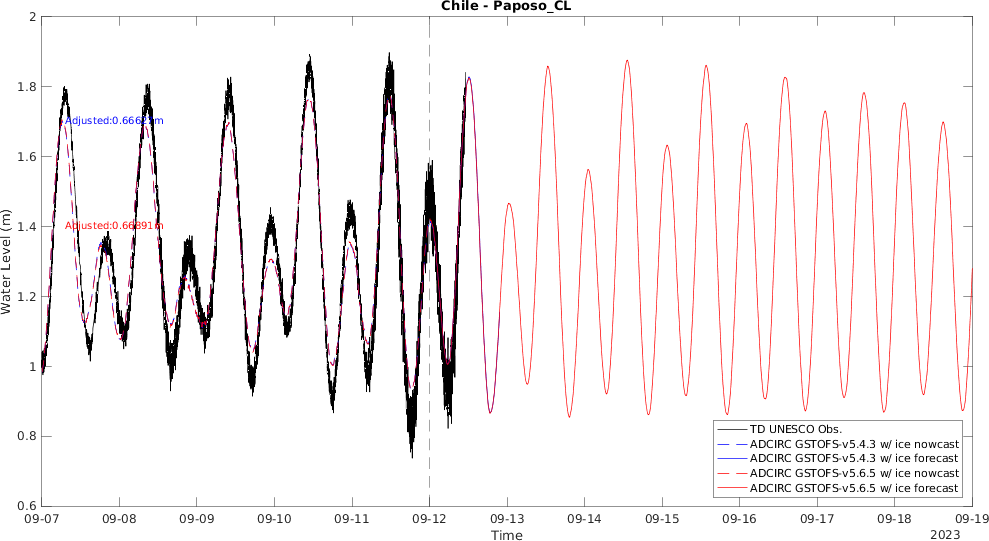 Chile - Paposo_CL
2
1.8
1.6
1.4
1.2
1
0.8
0.6
Water Level (m)
Adjusted:0.66627m
Adjusted:0.66891m
TD UNESCO Obs.
ADCIRC GSTOFS-v5.4.3 w/ ice nowcast
ADCIRC GSTOFS-v5.4.3 w/ ice forecast
ADCIRC GSTOFS-v5.6.5 w/ ice nowcast
ADCIRC GSTOFS-v5.6.5 w/ ice forecast
09-07 09-08 09-09 09-10 09-11 09-12 09-13 09-14 09-15 09-16 09-17 09-18 09-19
Time
2023